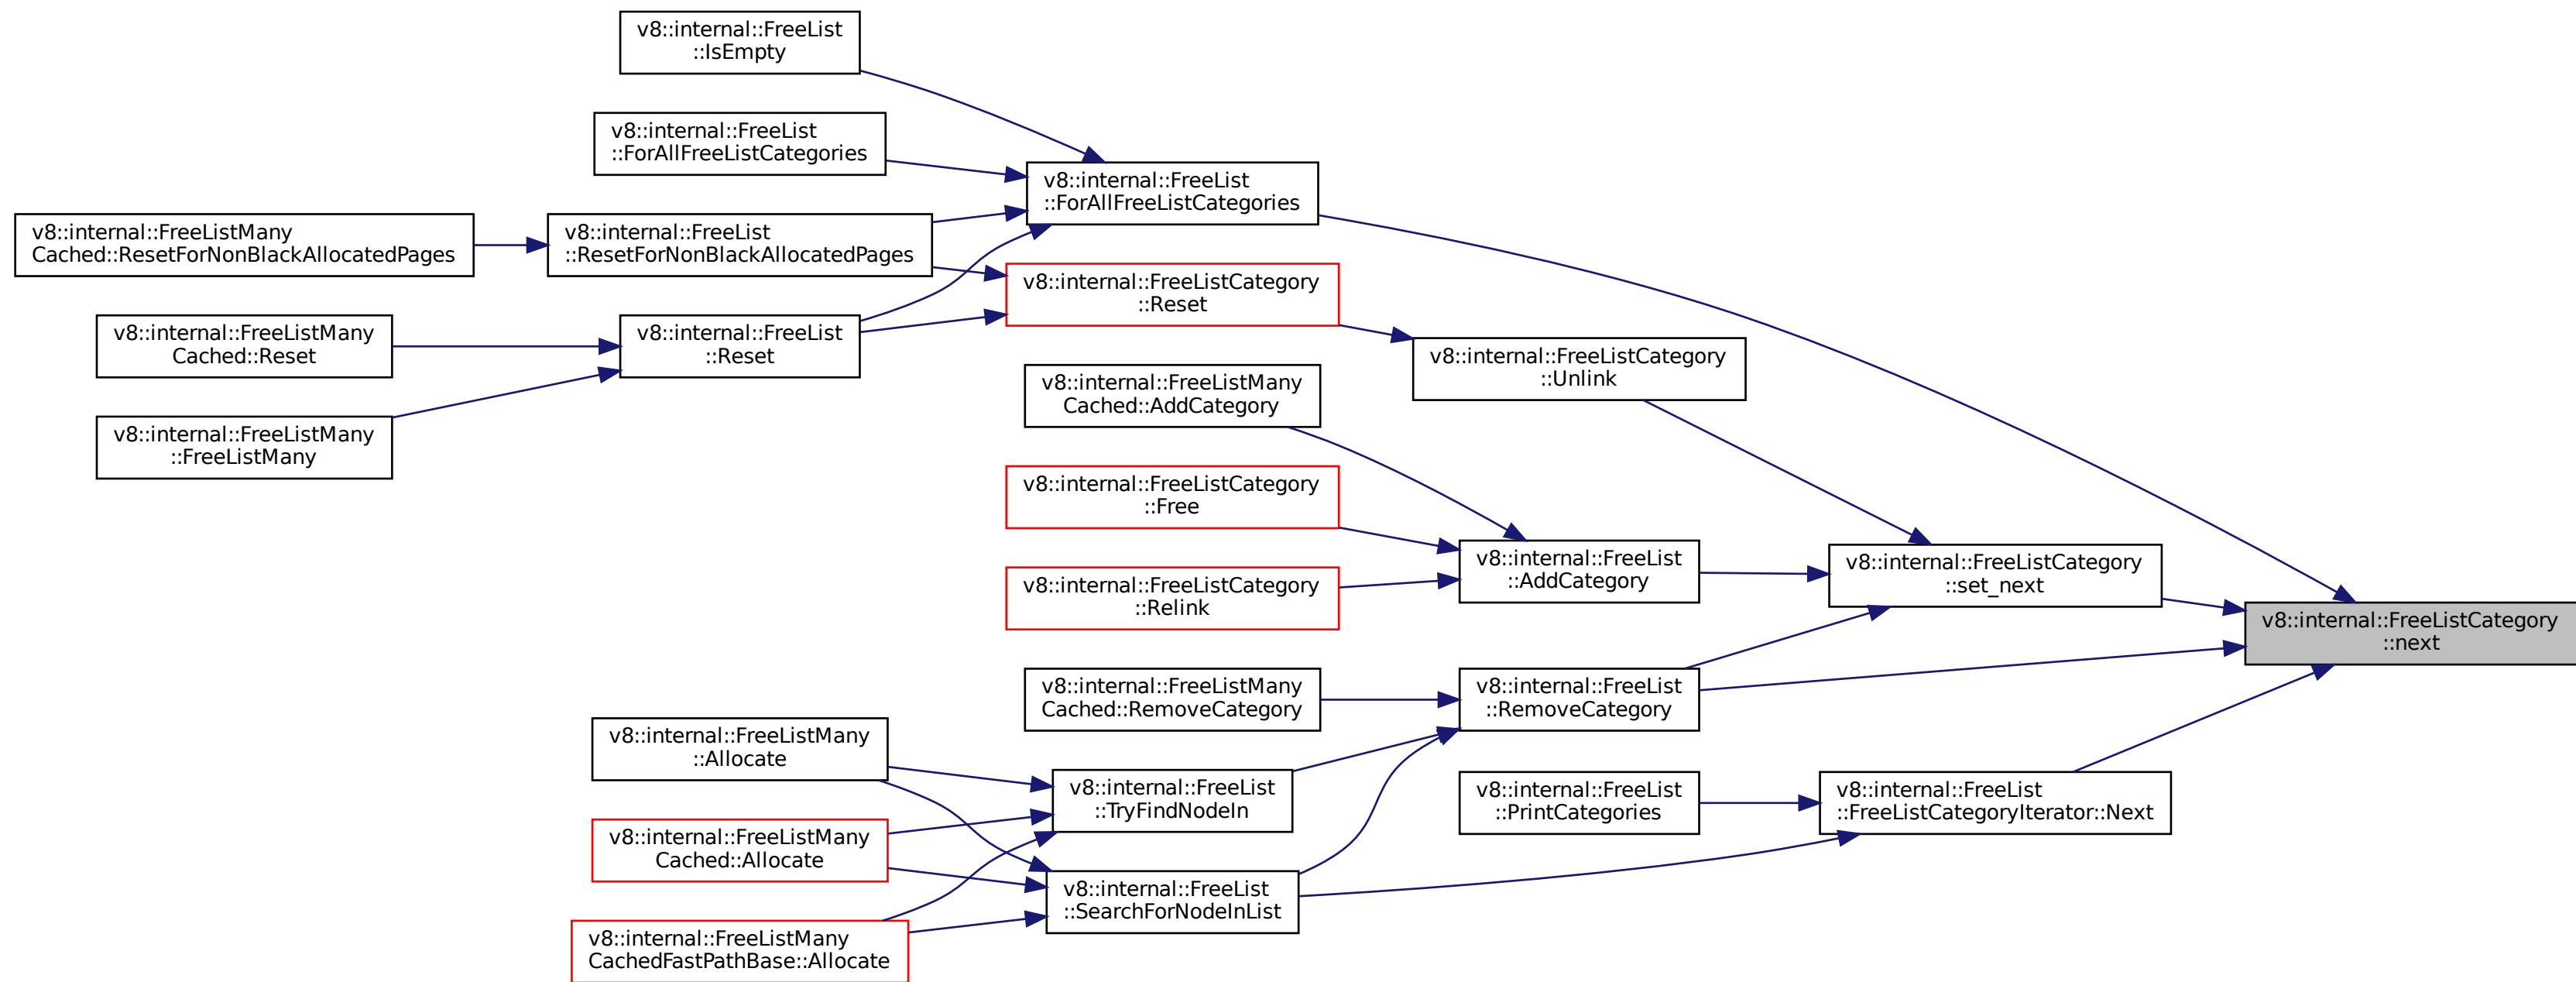 v8::internal::FreeList
::IsEmpty
v8::internal::FreeList
::ForAllFreeListCategories
v8::internal::FreeList
::ForAllFreeListCategories
v8::internal::FreeListMany
Cached::ResetForNonBlackAllocatedPages
v8::internal::FreeList
::ResetForNonBlackAllocatedPages
v8::internal::FreeListCategory
::Reset
v8::internal::FreeListMany
Cached::Reset
v8::internal::FreeList
::Reset
v8::internal::FreeListCategory
::Unlink
v8::internal::FreeListMany
Cached::AddCategory
v8::internal::FreeListMany
::FreeListMany
v8::internal::FreeListCategory
::Free
v8::internal::FreeList
::AddCategory
v8::internal::FreeListCategory
::set_next
v8::internal::FreeListCategory
::Relink
v8::internal::FreeListCategory
::next
v8::internal::FreeListMany
Cached::RemoveCategory
v8::internal::FreeList
::RemoveCategory
v8::internal::FreeListMany
::Allocate
v8::internal::FreeList
::TryFindNodeIn
v8::internal::FreeList
::PrintCategories
v8::internal::FreeList
::FreeListCategoryIterator::Next
v8::internal::FreeListMany
Cached::Allocate
v8::internal::FreeList
::SearchForNodeInList
v8::internal::FreeListMany
CachedFastPathBase::Allocate